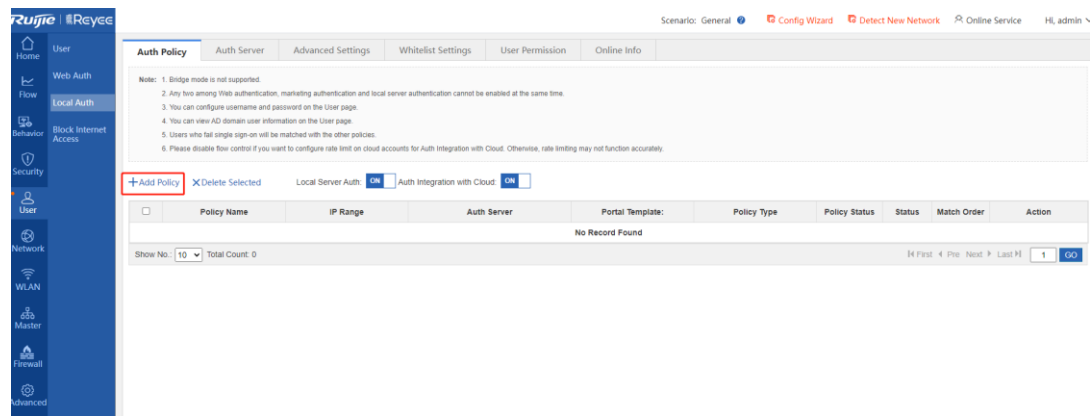 Ruijie Reyee
Scenario: General
Config Wizard
Detect New Network
Online Service
Hi, admin
Home
Flow
Behavior
Security
User
Network
WLAN
Master
Firewall
Advanced
User
Web Auth
Local Auth
Block Internet
Access
Auth Policy
Auth Server
Advanced Settings
Whitelist Settings
User Permission
Online Info
Note: 1. Bridge mode is not supported.
2. Any two among Web authentication, marketing authentication and local server authentication cannot be enabled at the same time.
3. You can configure username and password on the User page.
4. You can view AD domain user information on the User page.
5. Users who fail single sign-on will be matched with the other policies.
6. Please disable flow control if you want to configure rate limit on cloud accounts for Auth Integration with Cloud. Otherwise, rate limiting may not function accurately.
+Add Policy XDelete Selected Local Server Auth: ON Auth Integration with Cloud: ON
Policy Name IP Range Auth Server Portal Template: Policy Type Policy Status Status Match Order Action
No Record Found
Show No.: 10 Total Count: 0 First Pre Next Last 1 GO